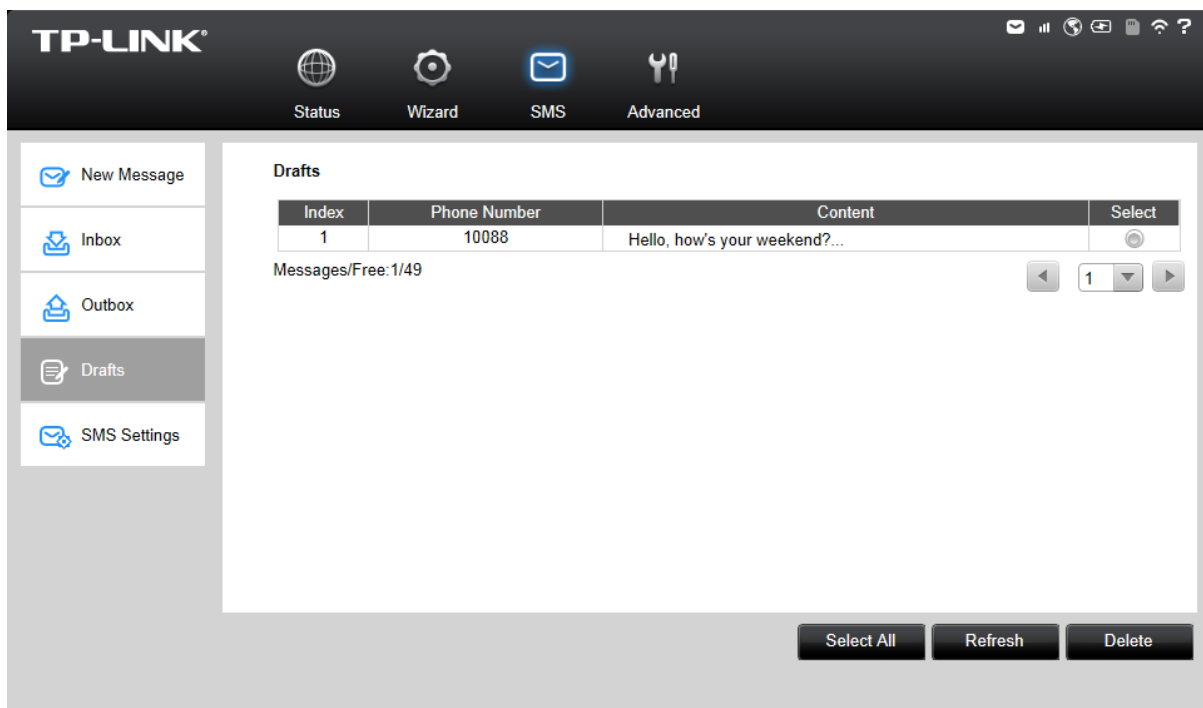 TP-LINK®
?
Status Wizard SMS Advanced
New Message
Inbox
Outbox
Drafts
SMS Settings
Drafts
Index Phone Number Content Select
1 10088 Hello, how's your weekend?...
Messages/Free:1/49
1
Select All Refresh Delete